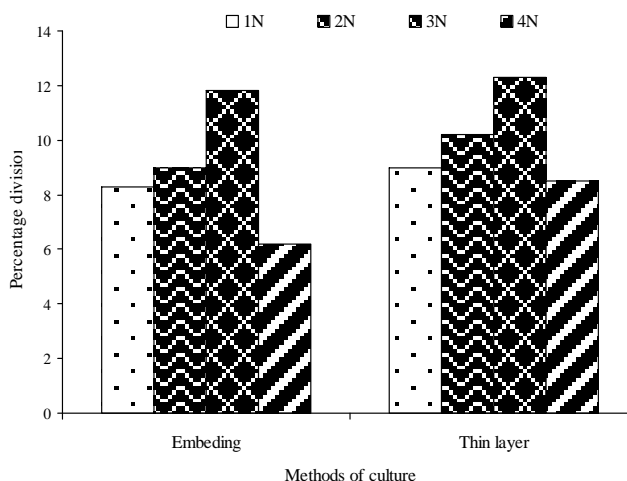 1N 2N 3N 4N
14
12
10
8
6
4
2
0
Percentage division
Embeding Thin layer
Methods of culture